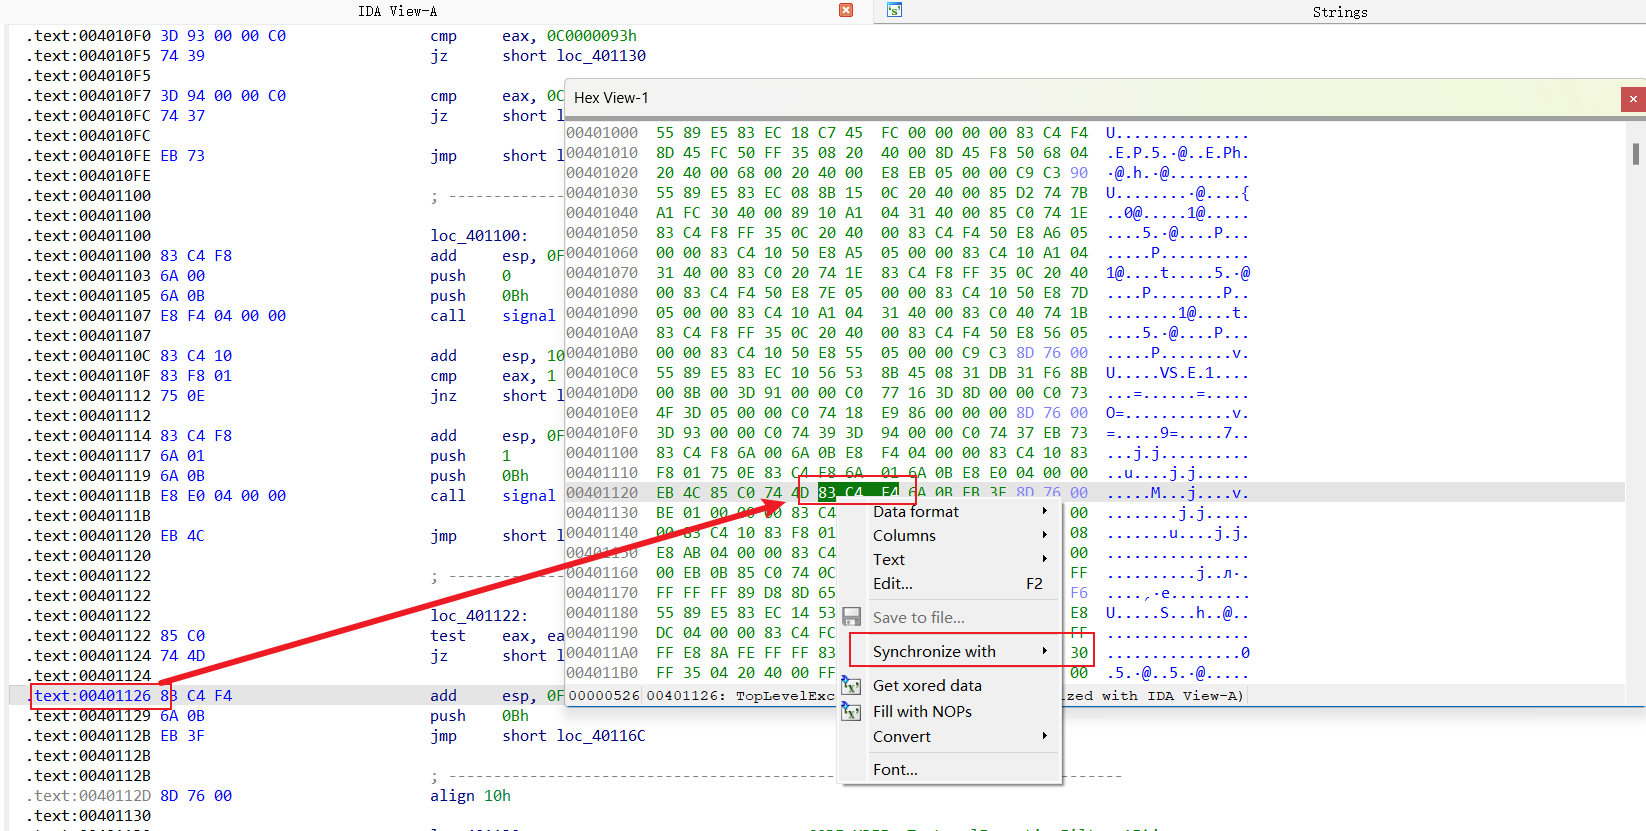 IDA View-A
Strings
.text:004010F0 3D 93 00 00 C0 cmp eax, 0C0000093h
.text:004010F5 74 39 jz short loc_401130
.text:004010F5
.text:004010F7 3D 94 00 00 C0 cmp eax, 0C
.text:004010FC 74 37 jz short l
.text:004010FC
.text:004010FE EB 73 jmp short l
.text:004010FE
.text:00401100 ; ---------------
.text:00401100
.text:00401100 loc_401100:
.text:00401100 83 C4 F8 add esp, 0F
.text:00401103 6A 00 push 0
.text:00401105 6A 0B push 0Bh
.text:00401107 E8 F4 04 00 00 call signal
.text:00401107
.text:0040110C 83 C4 10 add esp, 10
.text:0040110F 83 F8 01 cmp eax, 1
.text:00401112 75 0E jnz short l
.text:00401112
.text:00401114 83 C4 F8 add esp, 0F
.text:00401117 6A 01 push 1
.text:00401119 6A 0B push 0Bh
.text:0040111B E8 E0 04 00 00 call signal
.text:0040111B
.text:00401120 EB 4C jmp short l
.text:00401120
.text:00401122 ; ---------------
.text:00401122
.text:00401122 loc_401122:
.text:00401122 85 C0 test eax, ea
.text:00401124 74 4D jz short l
.text:00401124
.text:00401126 83 C4 F4 add esp, 0F
.text:00401129 6A 0B push 0Bh
.text:0040112B EB 3F jmp short loc_40116C
.text:0040112B
.text:0040112B ; ---------------------------------------------------------------------------
.text:0040112D 8D 76 00 align 10h
.text:00401130
Hex View-1
00401000 55 89 E5 83 EC 18 C7 45 FC 00 00 00 00 83 C4 F4 U...............
00401010 8D 45 FC 50 FF 35 08 20 40 00 8D 45 F8 50 68 04 .E.P.5.·@..E.Ph.
00401020 20 40 00 68 00 20 40 00 E8 EB 05 00 00 C9 C3 90 ·@.h.·@.........
00401030 55 89 E5 83 EC 08 8B 15 0C 20 40 00 85 D2 74 7B U........·@....{
00401040 A1 FC 30 40 00 89 10 A1 04 31 40 00 85 C0 74 1E ..0@.....1@.....
00401050 83 C4 F8 FF 35 0C 20 40 00 83 C4 F4 50 E8 A6 05 ....5.·@....P...
00401060 00 00 83 C4 10 50 E8 A5 05 00 00 83 C4 10 A1 04 .....P..........
00401070 31 40 00 83 C0 20 74 1E 83 C4 F8 FF 35 0C 20 40 1@....t.....5.·@
00401080 00 83 C4 F4 50 E8 7E 05 00 00 83 C4 10 50 E8 7D ....P........P..
00401090 05 00 00 83 C4 10 A1 04 31 40 00 83 C0 40 74 1B ........1@....t.
004010A0 83 C4 F8 FF 35 0C 20 40 00 83 C4 F4 50 E8 56 05 ....5.·@....P...
004010B0 00 00 83 C4 10 50 E8 55 05 00 00 C9 C3 8D 76 00 .....P........v.
004010C0 55 89 E5 83 EC 10 56 53 8B 45 08 31 DB 31 F6 8B U.....VS.E.1....
004010D0 00 8B 00 3D 91 00 00 C0 77 16 3D 8D 00 00 C0 73 ...=......=.....
004010E0 4F 3D 05 00 00 C0 74 18 E9 86 00 00 00 8D 76 00 O=............v.
004010F0 3D 93 00 00 C0 74 39 3D 94 00 00 C0 74 37 EB 73 =.....9=.....7..
00401100 83 C4 F8 6A 00 6A 0B E8 F4 04 00 00 83 C4 10 83 ...j.j..........
00401110 F8 01 75 0E 83 C4 F8 6A 01 6A 0B E8 E0 04 00 00 ..u....j.j......
00401120 EB 4C 85 C0 74 4D 83 C4 F4 6A 0B EB 3F 8D 76 00 .....M...j....v.
00401130 BE 01 00 00 00 83 C4 00 ........j.j.....
00401140 00 83 C4 10 83 F8 01 08 .......u....j.j.
00401150 E8 AB 04 00 00 83 C4 00 ................
00401160 00 EB 0B 85 C0 74 0C FF
00401170 FF FF FF 89 D8 8D 65 F6
00401180 55 89 E5 83 EC 14 53 E8 U.....S...h..@..
00401190 DC 04 00 00 83 C4 FC FF ................
004011A0 FF E8 8A FE FF FF 83 30 ...............0
004011B0 FF 35 04 20 40 00 FF 00 .5.·@..5.·@.....
00000526 00401126: TopLevelExc zed with IDA View-A)
Data format
Columns
Text
Edit... F2
Save to file...
Synchronize with
Get xored data
Fill with NOPs
Convert
Font...